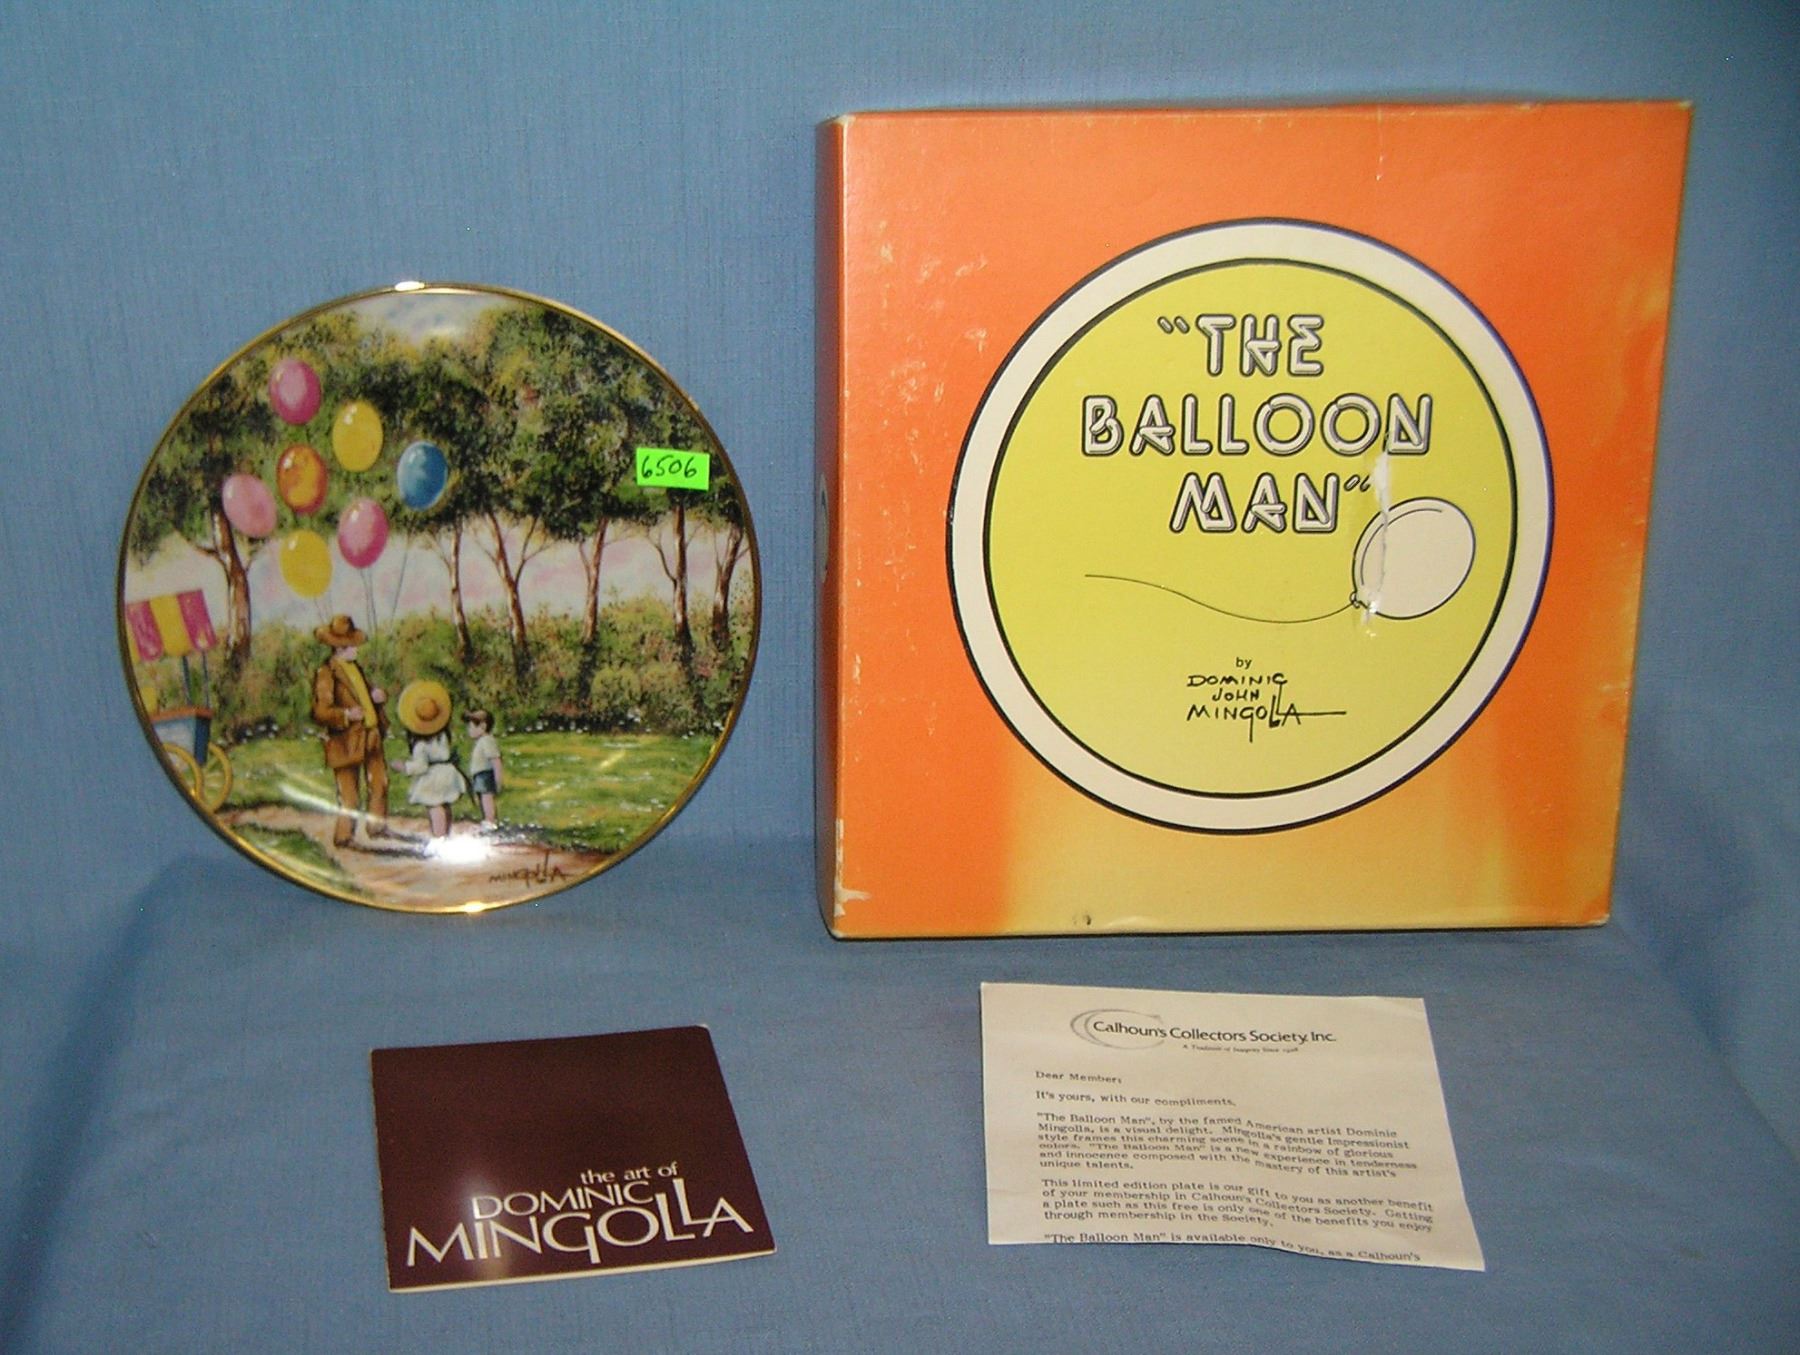 6506
MINGOLLA
"THE
BALLOON
MAN"
by
DOMINIC
JOHN
MINGOLLA
the art of
DOMINIC
MINGOLLA
Calhoun's Collectors Society, Inc.
A Tradition of Integrity Since
Dear Member:
It's yours, with our compliments.
"The Balloon Man", by the famed American artist Dominic
Mingolla, is a visual delight. Mingolla's gentle Impressionist
style frames this charming scene in a rainbow of glorious
colors. "The Balloon Man" is a new experience in tenderness
and innocence composed with the mastery of this artist's
unique talents.
This limited edition plate is our gift to you as another benefit
of your membership in Calhoun's Collectors Society. Getting
a plate such as this free is only one of the benefits you enjoy
through membership in the Society.
"The Balloon Man" is available only to you, as a Calhoun's